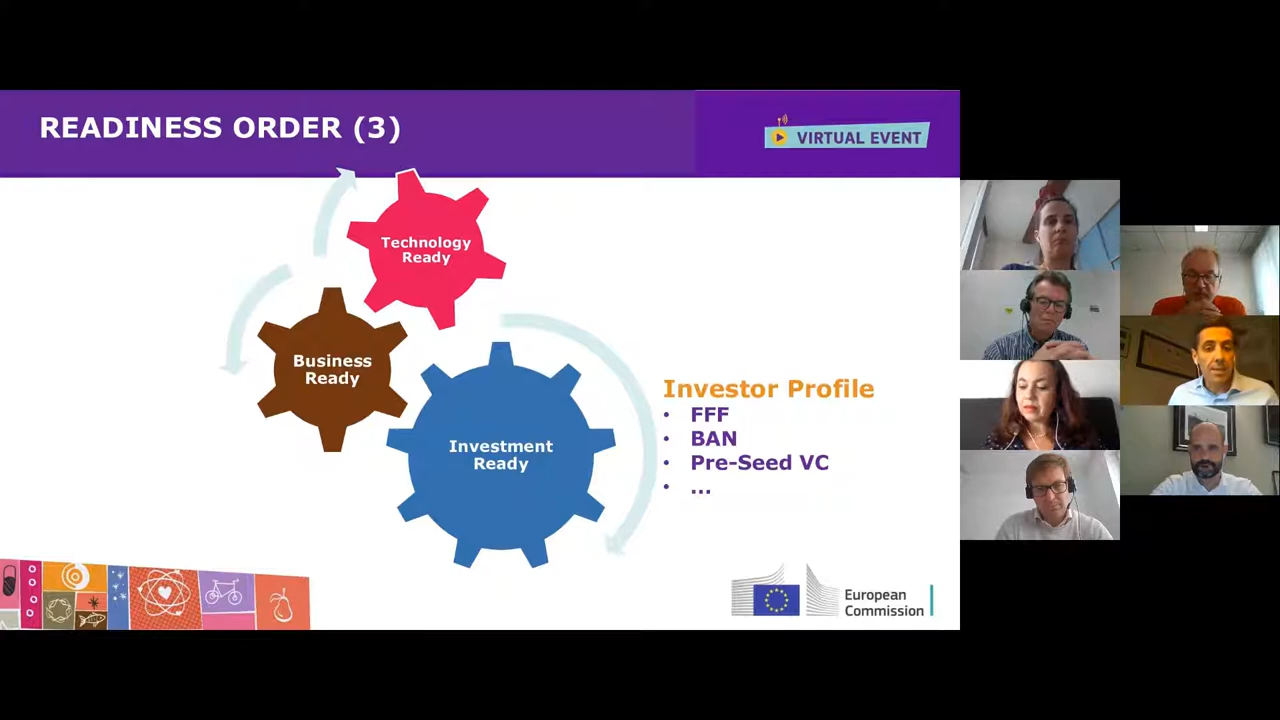 READINESS ORDER (3)
VIRTUAL EVENT
Technology
Ready
Business
Ready
Investment
Ready
Investor Profile
• FFF
• BAN
• Pre-Seed VC
• ...
European
Commission